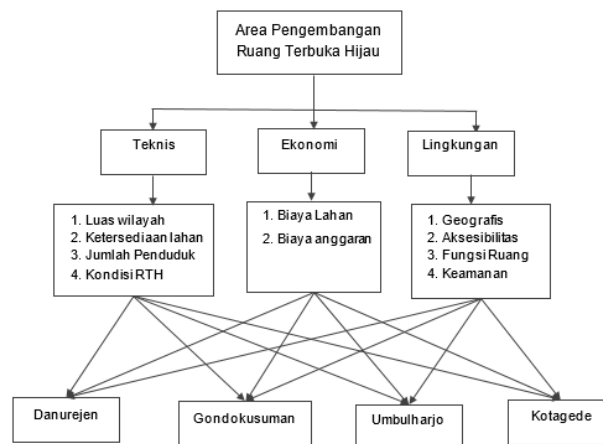 Area Pengembangan
Ruang Terbuka Hijau
Teknis
Ekonomi
Lingkungan
1. Luas wilayah
2. Ketersediaan lahan
3. Jumlah Penduduk
4. Kondisi RTH
1. Biaya Lahan
2. Biaya anggaran
1. Geografis
2. Aksesibilitas
3. Fungsi Ruang
4. Keamanan
Danurejen
Gondokusuman
Umbulharjo
Kotagede